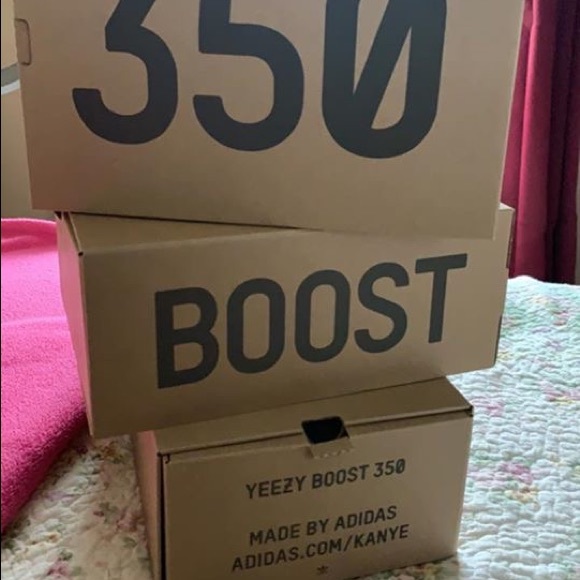 350
BOOST
YEEZY BOOST 350
MADE BY ADIDAS
ADIDAS.COM/KANYE